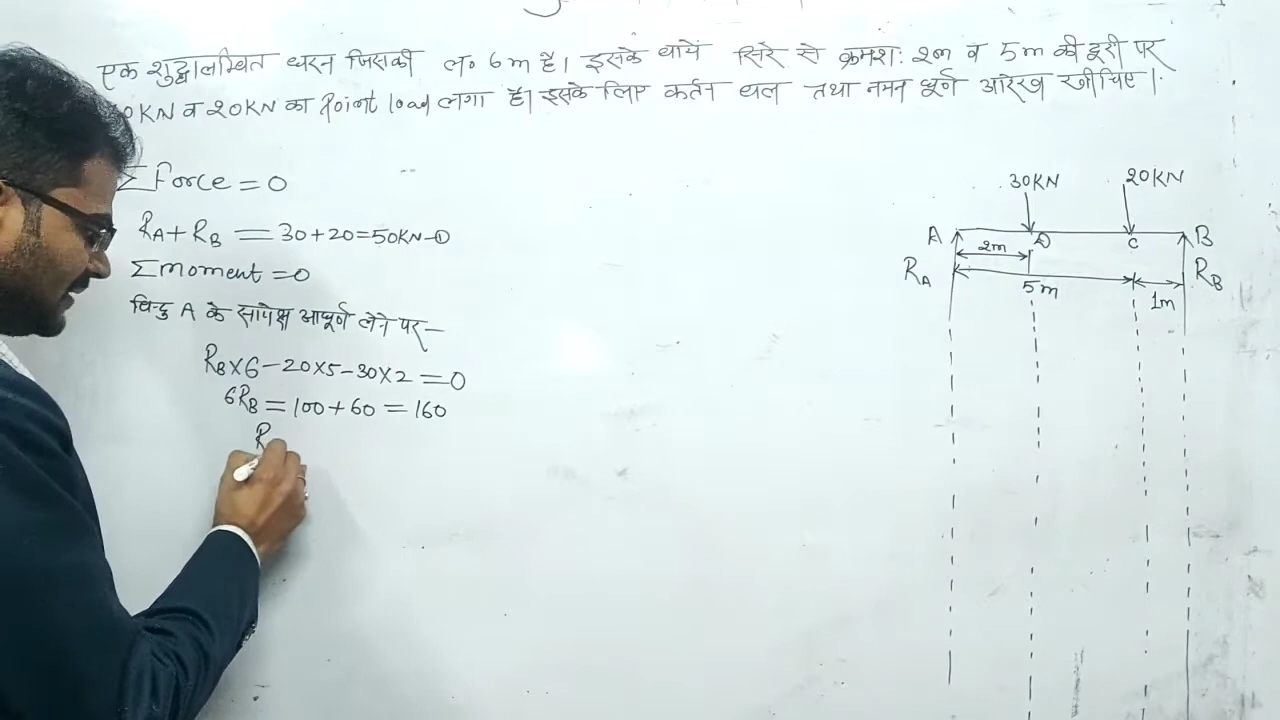 एक शुद्धालम्वित धरन जिसकी ल० 6m है। इसके वायें सिरे से क्रमश: 2m व 5m की दूरी पर
0KN व 20KN का Point load लगा है। इसके लिए कर्तन वल तथा नमन घूर्ण आरेख खींचिए।
Σ force = 0
RA + RB = 30 + 20 = 50KN-①
Σ moment = 0
विन्दु A के सापेक्ष आघूर्ण लेने पर—
RB×6 - 20×5 - 30×2 = 0
6RB = 100 + 60 = 160
R
30KN 20KN
A D C B
2m
RA RB
5m 1m